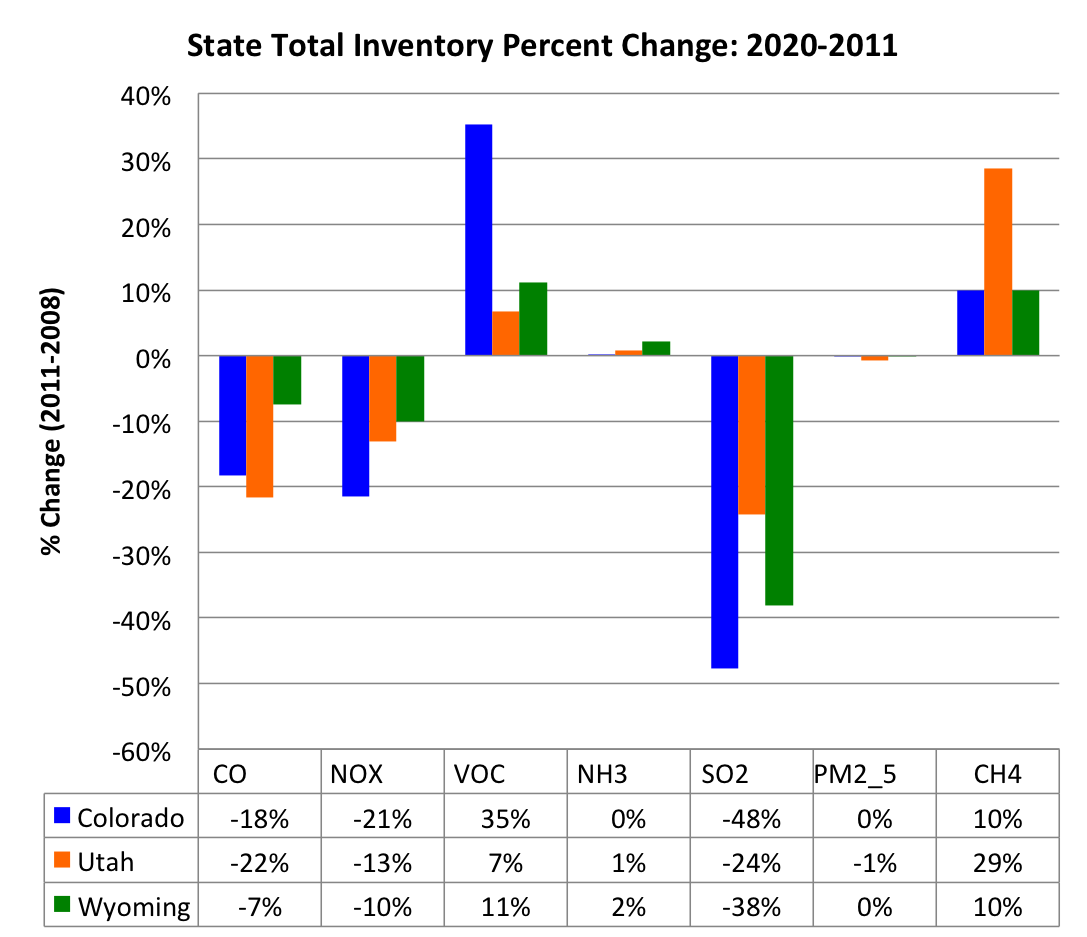 State Total Inventory Percent Change: 2020-2011
% Change (2011-2008)
40%
30%
20%
10%
0%
-10%
-20%
-30%
-40%
-50%
-60%
CO NOX VOC NH3 SO2 PM2_5 CH4
Colorado -18% -21% 35% 0% -48% 0% 10%
Utah -22% -13% 7% 1% -24% -1% 29%
Wyoming -7% -10% 11% 2% -38% 0% 10%